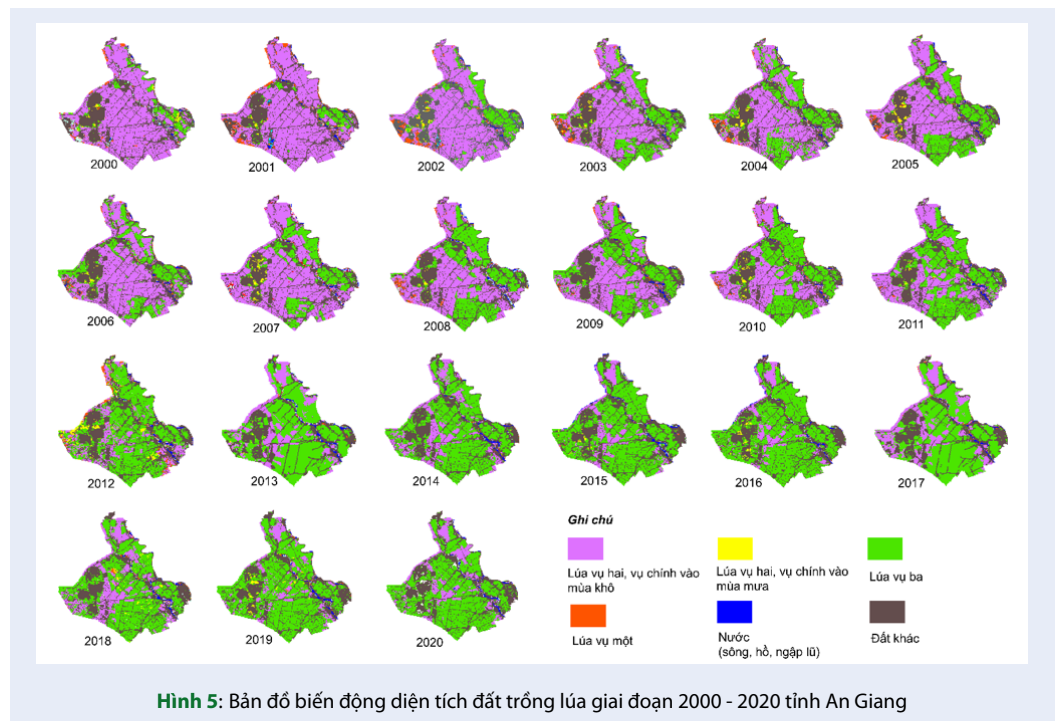 2000
2001
2002
2003
2004
2005
2006
2007
2008
2009
2010
2011
2012
2013
2014
2015
2016
2017
2018
2019
2020
Ghi chú
Lúa vụ hai, vụ chính vào
mùa khô
Lúa vụ hai, vụ chính vào
mùa mưa
Lúa vụ ba
Lúa vụ một
Nước
(sông, hồ, ngập lũ)
Đất khác
Hình 5: Bản đồ biến động diện tích đất trồng lúa giai đoạn 2000 - 2020 tỉnh An Giang